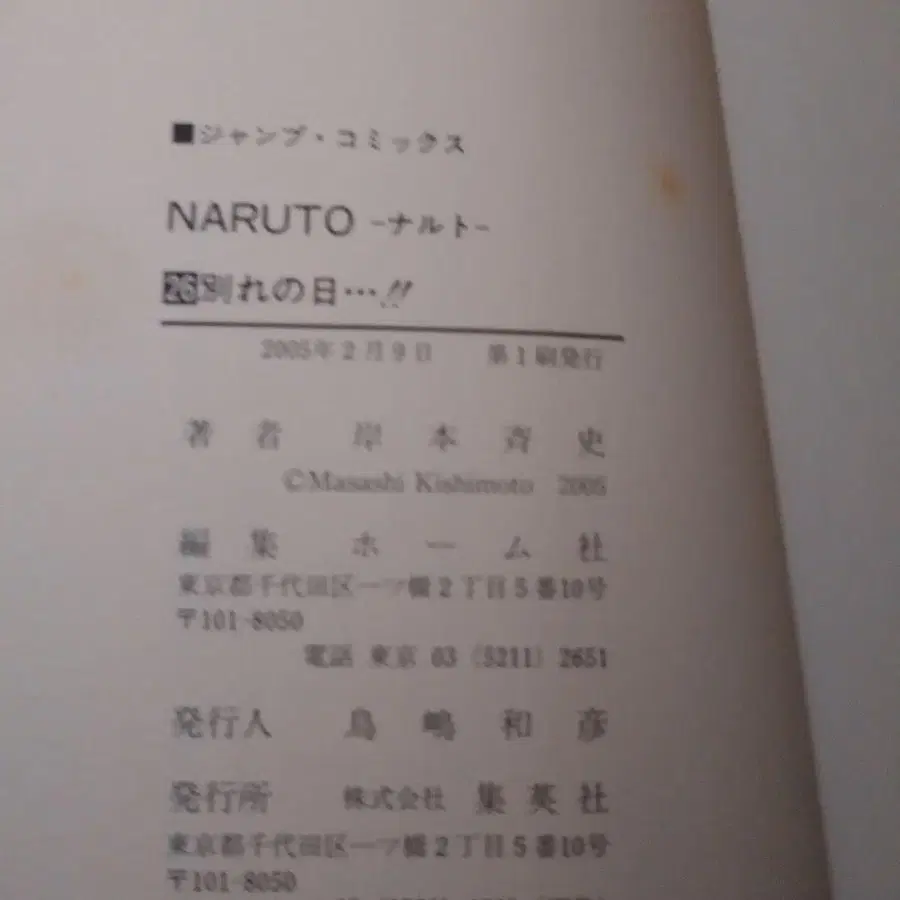 ■ジャンプ・コミックス
NARUTO -ナルト-
26別れの日…!!
2005年2月9日　第1刷発行
著者　岸本斉史
©Masashi Kishimoto 2005
編集　ホーム社
東京都千代田区一ツ橋2丁目5番10号
〒101-8050
電話 東京 03 (5211) 2651
発行人　鳥嶋和彦
発行所　株式会社 集英社
東京都千代田区一ツ橋2丁目5番10号
〒101-8050